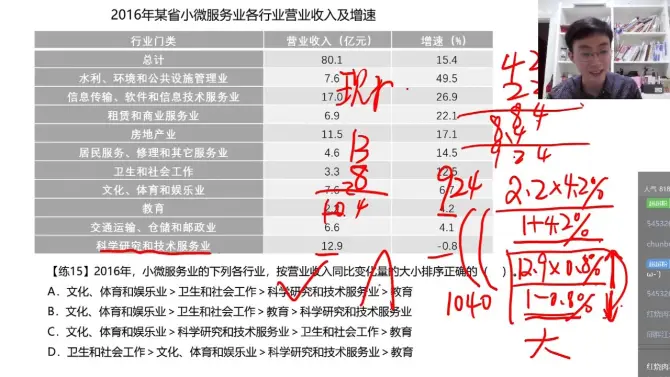 2016年某省小微服务业各行业营业收入及增速
行业门类 营业收入（亿元） 增速（%）
总计 80.1 15.4
水利、环境和公共设施管理业 7.6 49.5
信息传输、软件和信息技术服务业 17.0 26.9
租赁和商业服务业 6.9 22.1
房地产业 11.5 17.1
居民服务、修理和其它服务业 4.6 14.5
卫生和社会工作 3.3 12.5
文化、体育和娱乐业 7.6
教育 4.2
交通运输、仓储和邮政业 6.6 4.1
科学研究和技术服务业 12.9 -0.8
现
13
8
10.4
924
1040
8.4
9.24
2.2×4.2%
1+4.2%
12.9×0.8%
1-0.8%
大
【练15】2016年，小微服务业的下列各行业，按营业收入同比变化量的大小排序正确的（ ）。
A．文化、体育和娱乐业＞卫生和社会工作＞科学研究和技术服务业＞教育
B．文化、体育和娱乐业＞卫生和社会工作＞教育＞科学研究和技术服务业
C．文化、体育和娱乐业＞科学研究和技术服务业＞卫生和社会工作＞教育
D．卫生和社会工作＞文化、体育和娱乐业＞科学研究和技术服务业＞教育
人气 818
54532
chunb
54532
红烧肉